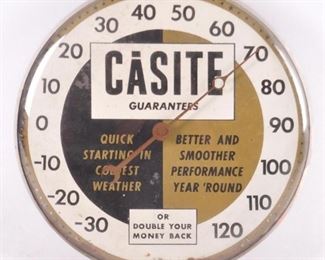 20 30 40 50 60 70
10 80
0 90
-10 100
-20 110
-30 120
CĀSITE
GUARANTEES
QUICK
STARTING IN
COLDEST
WEATHER
BETTER AND
SMOOTHER
PERFORMANCE
YEAR 'ROUND
OR
DOUBLE YOUR
MONEY BACK